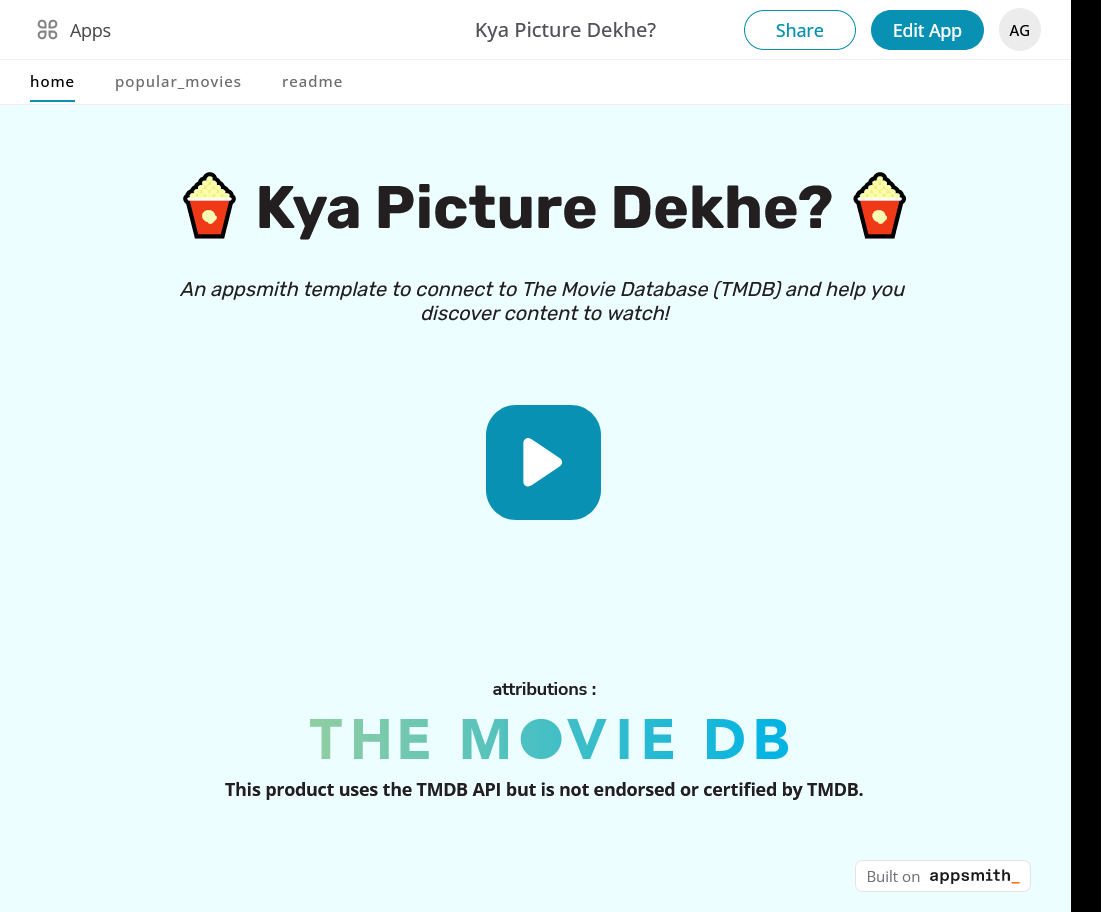 Apps
Kya Picture Dekhe?
Share
Edit App
AG
home
popular_movies
readme
Kya Picture Dekhe?
An appsmith template to connect to The Movie Database (TMDB) and help you
discover content to watch!
attributions :
THE MOVIE DB
This product uses the TMDB API but is not endorsed or certified by TMDB.
Built on appsmith_